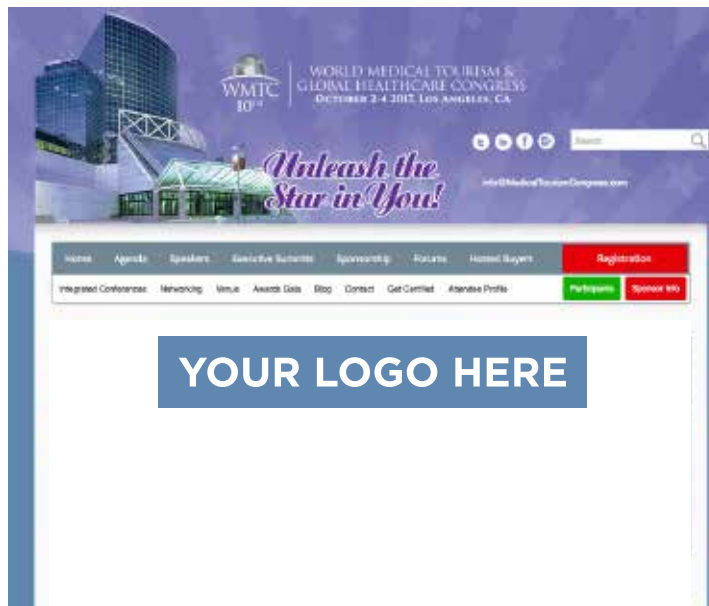 WMTC
10TH
WORLD MEDICAL TOURISM &
GLOBAL HEALTHCARE CONGRESS
OCTOBER 2-4 2017, LOS ANGELES, CA
Search
Unleash the
Star in You!
info@MedicalTourismCongress.com
Home Agenda Speakers Executive Summits Sponsorship Forums Hosted Buyers Registration
Integrated Conferences Networking Venue Awards Gala Blog Contact Get Certified Attendee Profile Participants Sponsor Info
YOUR LOGO HERE